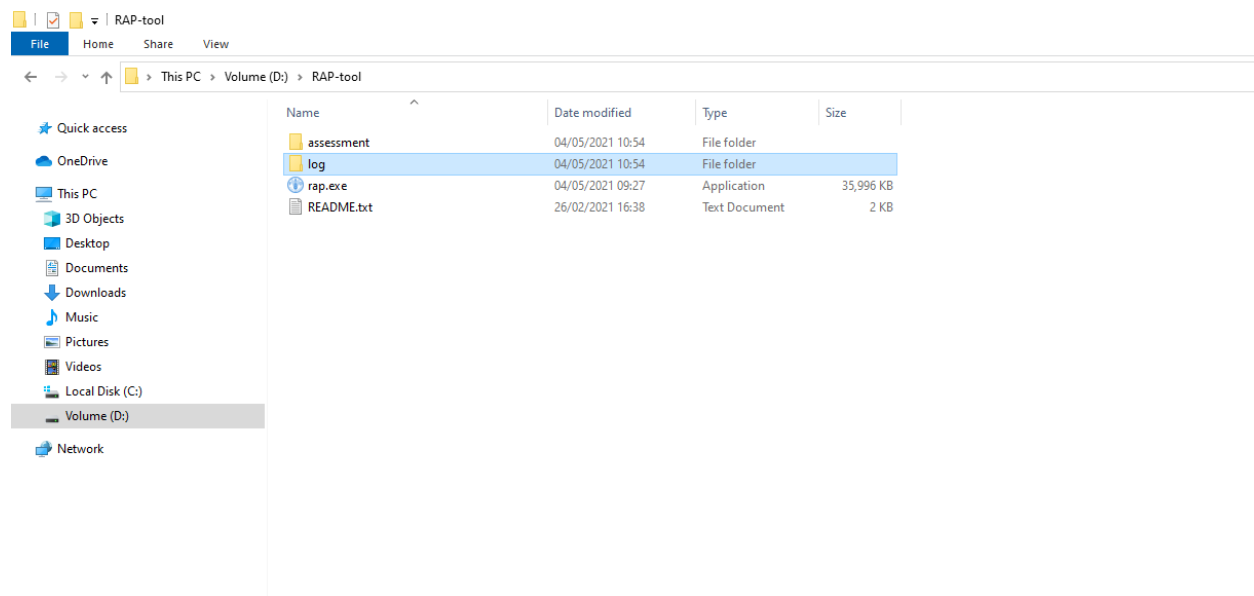 RAP-tool
File Home Share View
This PC > Volume (D:) > RAP-tool
Name Date modified Type Size
Quick access
OneDrive
This PC
3D Objects
Desktop
Documents
Downloads
Music
Pictures
Videos
Local Disk (C:)
Volume (D:)
Network
assessment 04/05/2021 10:54 File folder
log 04/05/2021 10:54 File folder
rap.exe 04/05/2021 09:27 Application 35,996 KB
README.txt 26/02/2021 16:38 Text Document 2 KB